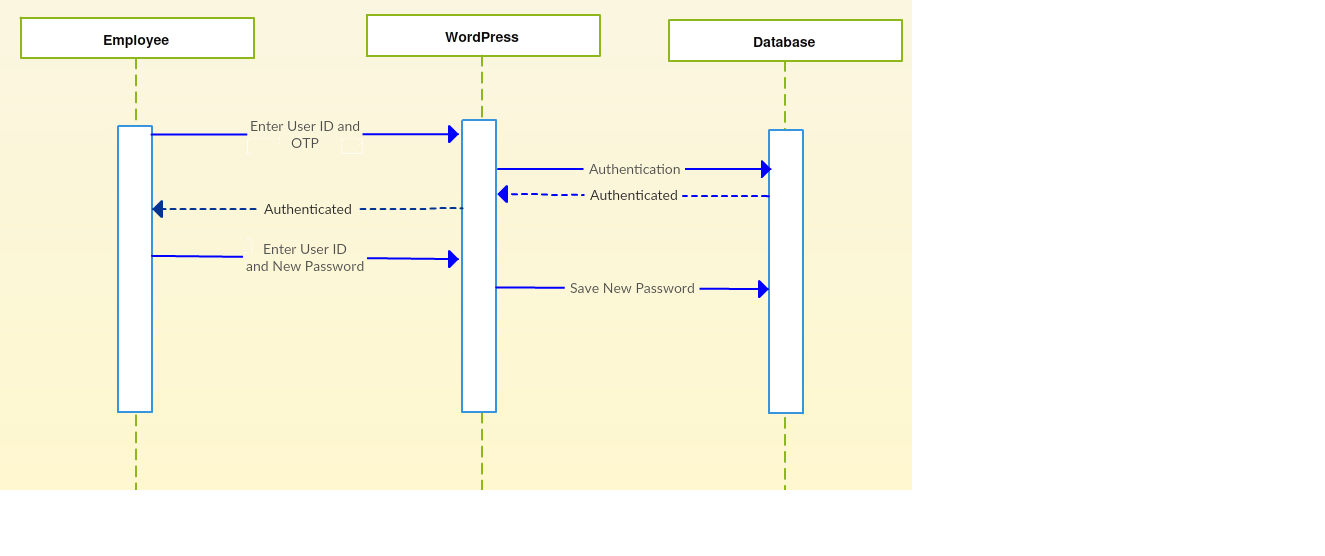 Employee
WordPress
Database
Enter User ID and
OTP
Authentication
Authenticated
Authenticated
Enter User ID
and New Password
Save New Password